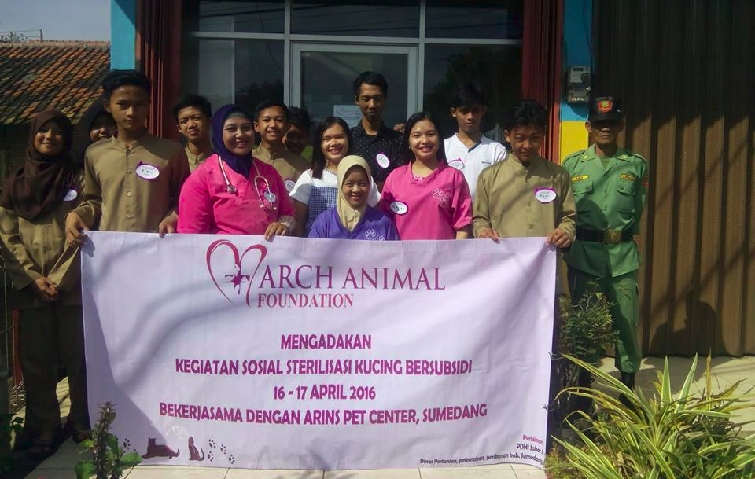 ARCH ANIMAL
FOUNDATION
MENGADAKAN
KEGIATAN SOSIAL STERILISASI KUCING BERSUBSIDI
16 - 17 APRIL 2016
BEKERJASAMA DENGAN ARINS PET CENTER, SUMEDANG